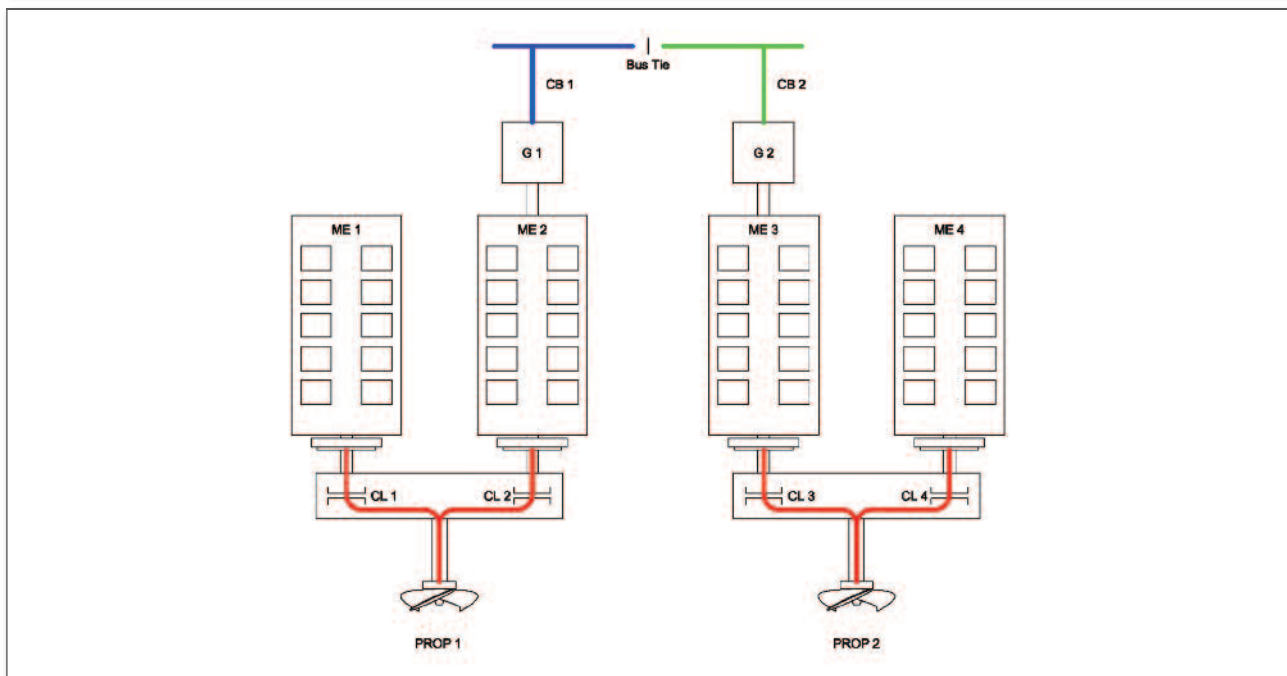 Bus Tie
CB 1
CB 2
G 1
G 2
ME 1
ME 2
ME 3
ME 4
CL 1
CL 2
CL 3
CL 4
PROP 1
PROP 2